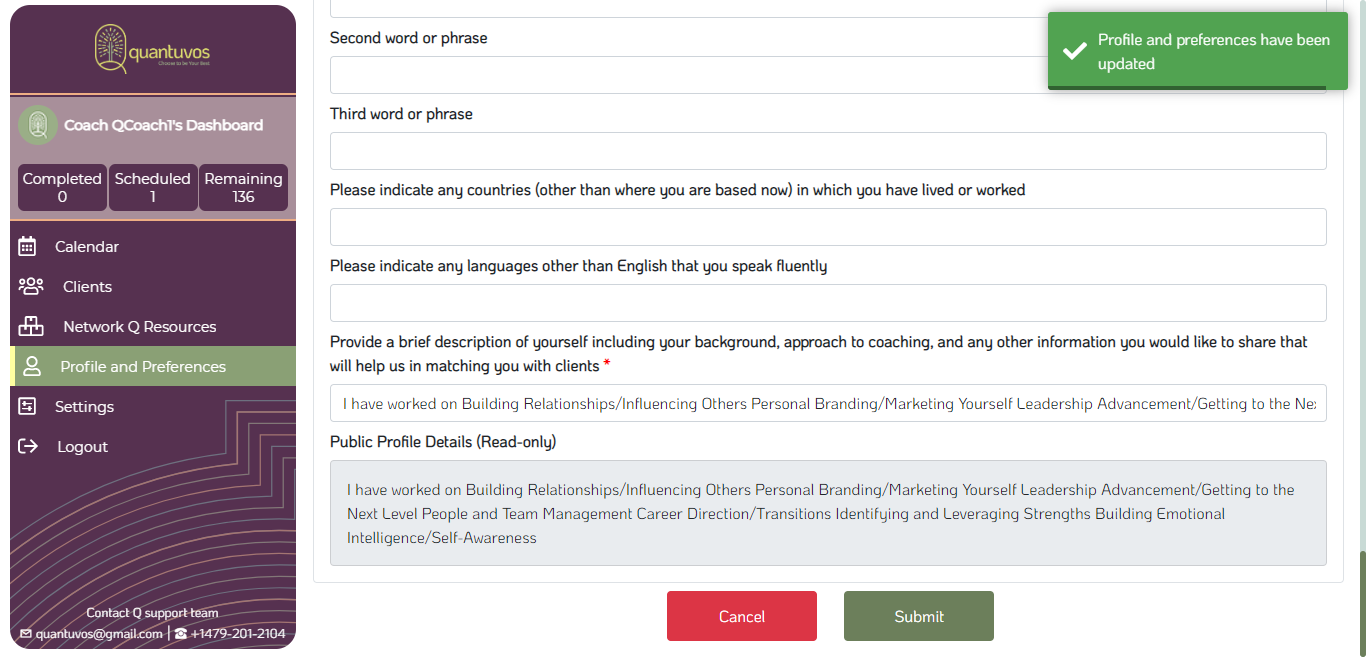 quantuvos
Choose to be Your Best
Coach QCoach1's Dashboard
Completed
0
Scheduled
1
Remaining
136
Calendar
Clients
Network Q Resources
Profile and Preferences
Settings
Logout
Contact Q support team
quantuvos@gmail.com | +1479-201-2104
Second word or phrase
Third word or phrase
Please indicate any countries (other than where you are based now) in which you have lived or worked
Please indicate any languages other than English that you speak fluently
Provide a brief description of yourself including your background, approach to coaching, and any other information you would like to share that
will help us in matching you with clients *
I have worked on Building Relationships/Influencing Others Personal Branding/Marketing Yourself Leadership Advancement/Getting to the Ne
Public Profile Details (Read-only)
I have worked on Building Relationships/Influencing Others Personal Branding/Marketing Yourself Leadership Advancement/Getting to the
Next Level People and Team Management Career Direction/Transitions Identifying and Leveraging Strengths Building Emotional
Intelligence/Self-Awareness
Cancel
Submit
Profile and preferences have been
updated